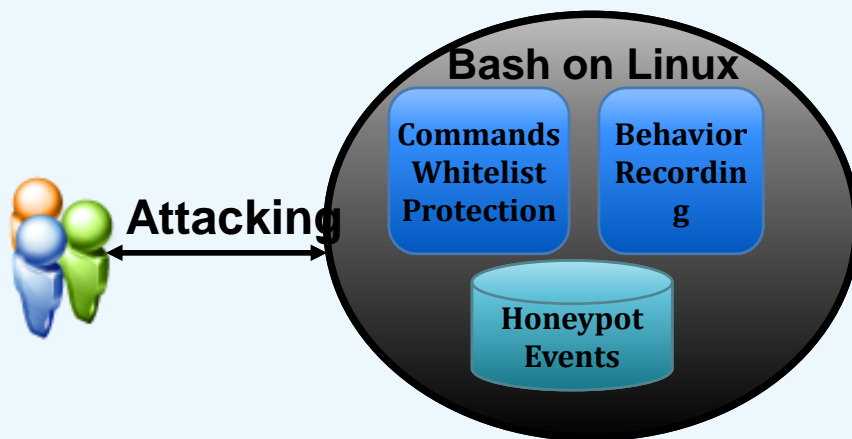 Bash on Linux
Commands
Whitelist
Protection
Behavior
Recordin
g
Attacking
Honeypot
Events